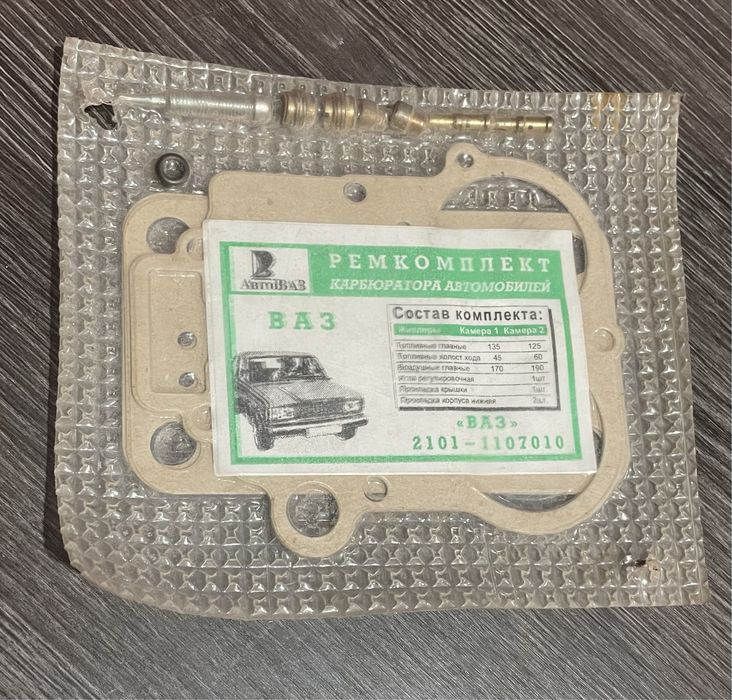 АвтоВАЗ
РЕМКОМПЛЕКТ
КАРБЮРАТОРА АВТОМОБИЛЕЙ
ВАЗ
Состав комплекта:
Жиклеры Камера 1 Камера 2
Топливные главные 135 125
Топливные холост.хода 45 60
Воздушные главные 170 190
Игла регулировочная 1шт
Прокладка крышки 1шт.
Прокладка корпуса нижняя 2шт.
«ВАЗ»
2101-1107010